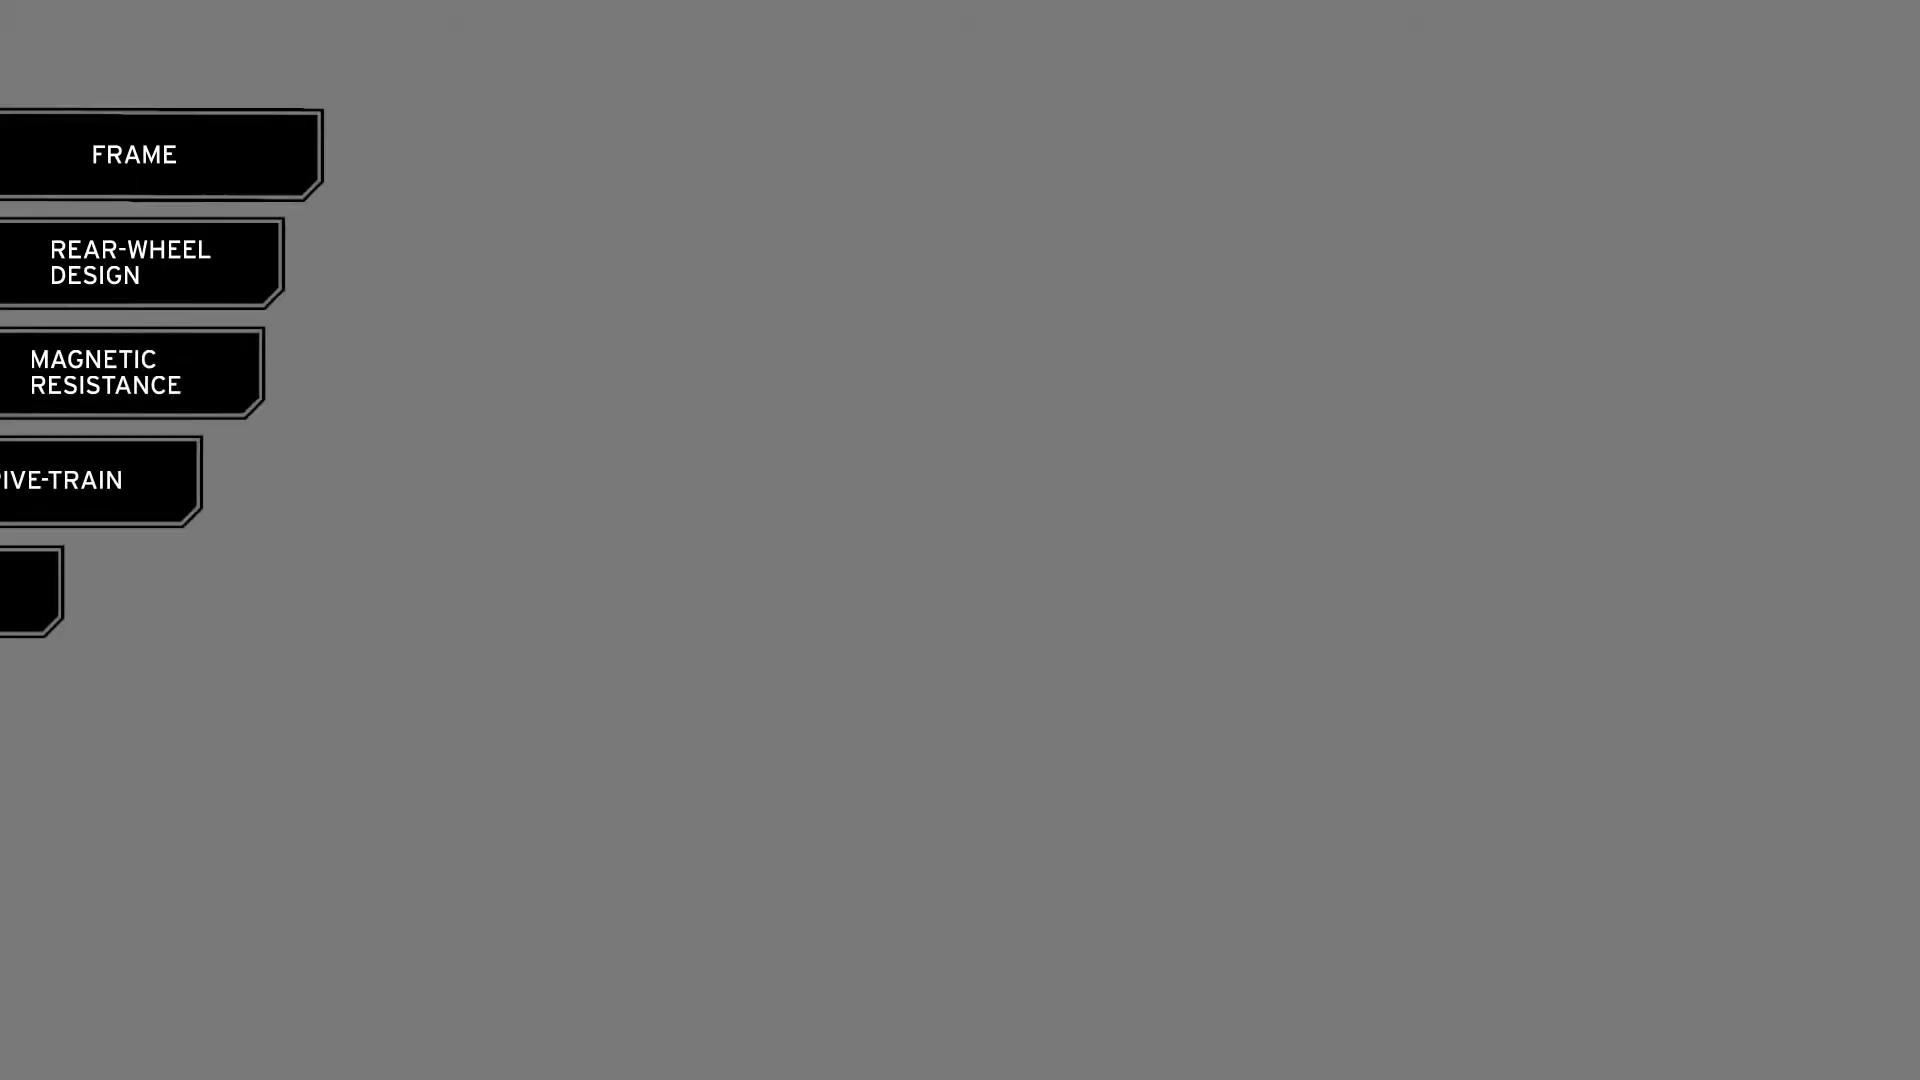 FRAME
REAR-WHEEL
DESIGN
MAGNETIC
RESISTANCE
IVE-TRAIN